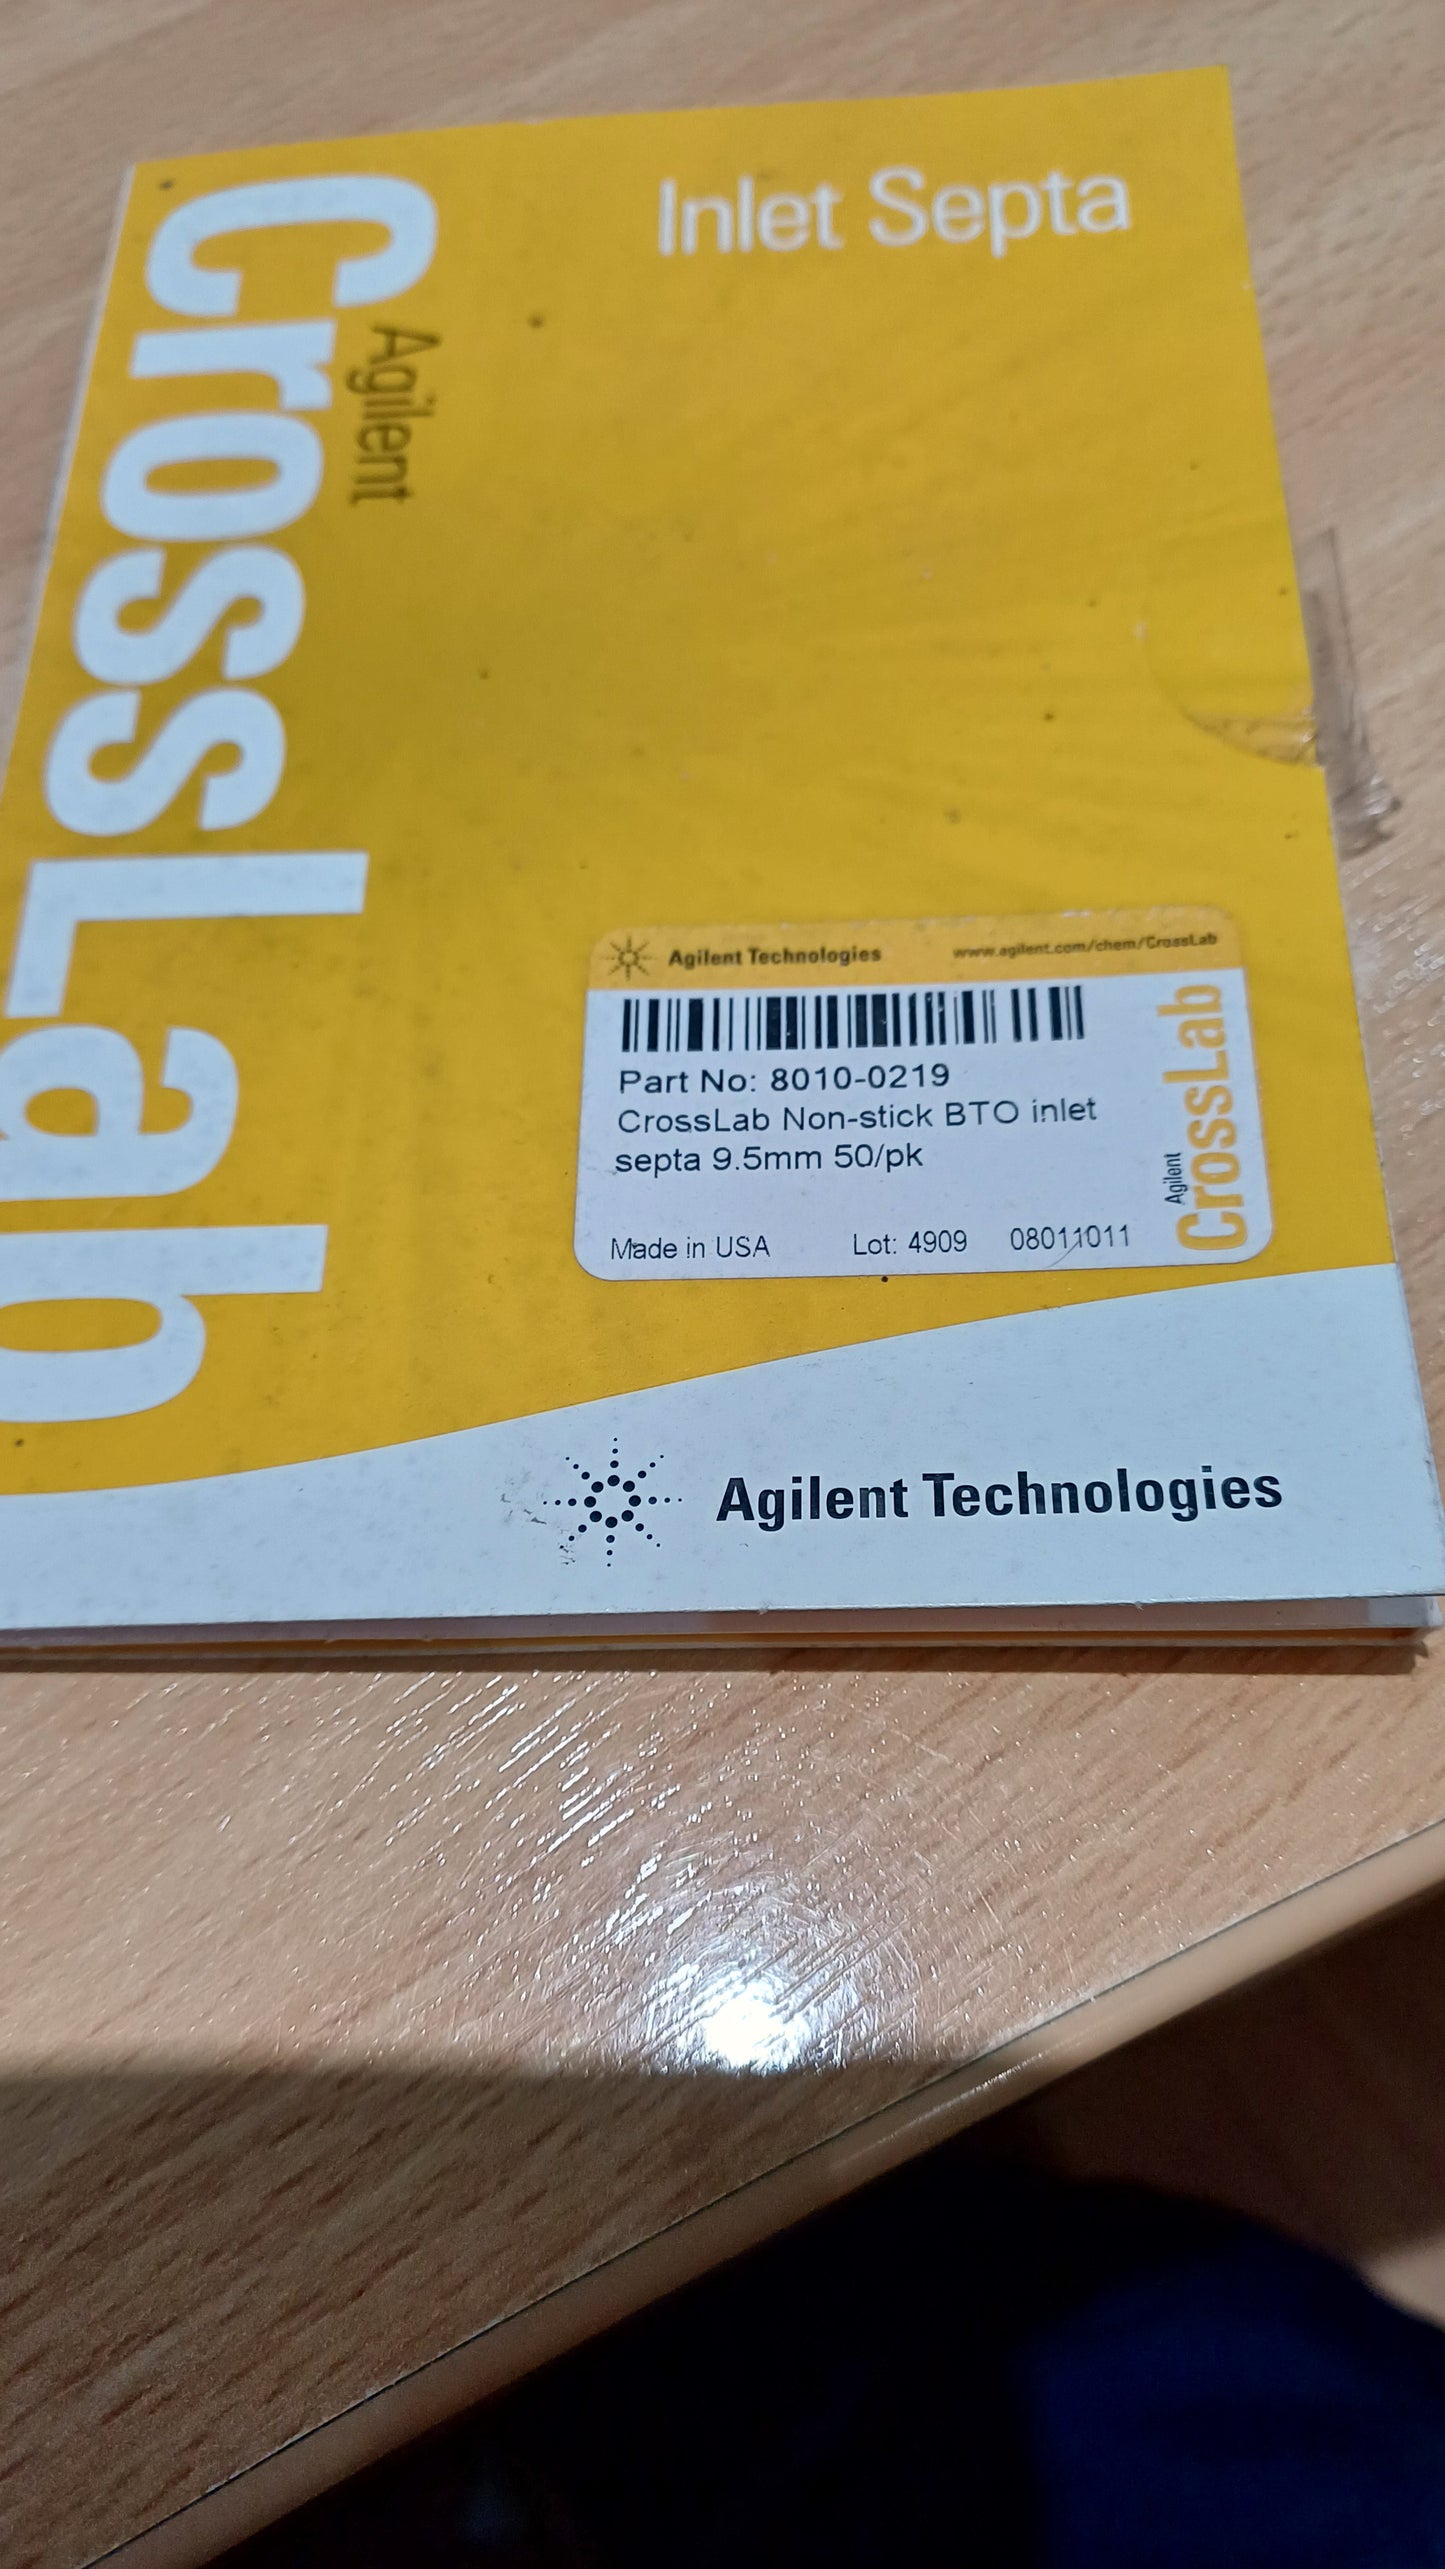 Inlet Septa
Agilent
CrossLab
Agilent Technologies
www.agilent.com/chem/CrossLab
Part No: 8010-0219
CrossLab Non-stick BTO inlet
septa 9.5mm 50/pk
Made in USA Lot: 4909 08011011
Agilent
CrossLab
Agilent Technologies